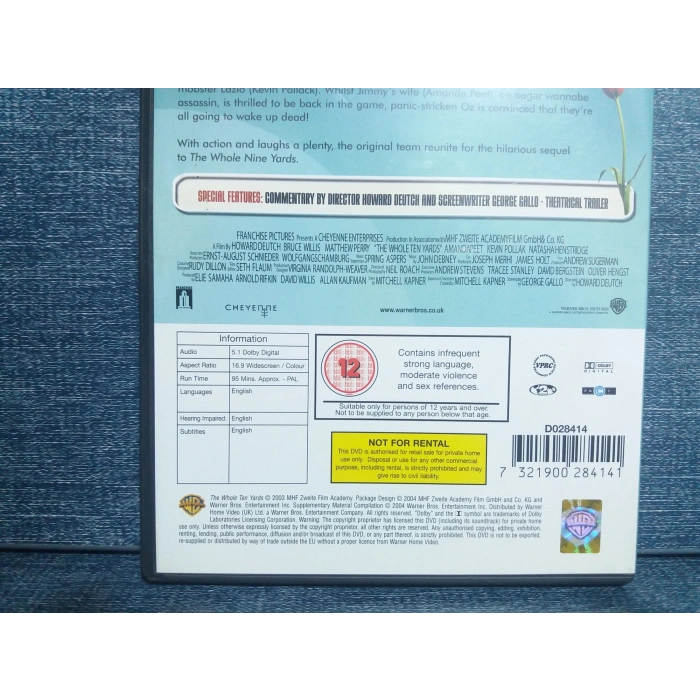 mobster Lazlo (Kevin Pollack). Whilst Jimmy's wife (Amanda Peet) eager wannabe
assassin, is thrilled to be back in the game, panic-stricken Oz is convinced that they're
all going to wake up dead!
With action and laughs a plenty, the original team reunite for the hilarious sequel
to The Whole Nine Yards.
SPECIAL FEATURES: COMMENTARY BY DIRECTOR HOWARD DEUTCH AND SCREENWRITER GEORGE GALLO · THEATRICAL TRAILER
FRANCHISE PICTURES Presents A CHEYENNE ENTERPRISES Production In Association with MHF ZWEITE ACADEMY FILM GmbH & Co. KG
A Film By HOWARD DEUTCH BRUCE WILLIS MATTHEW PERRY "THE WHOLE TEN YARDS" AMANDA PEET KEVIN POLLAK NATASHA HENSTRIDGE
ERNST-AUGUST SCHNIEDER WOLFGANG SCHAMBURG SPRING ASPERS JOHN DEBNEY JOSEPH MERHI JAMES HOLT ANDREW SUGERMAN
RUDY DILLON SETH FLAUM VIRGINIA RANDOLPH-WEAVER NEIL ROACH ANDREW STEVENS TRACEE STANLEY DAVID BERGSTEIN OLIVER HENGST
ELIE SAMAHA ARNOLD RIFKIN DAVID WILLIS ALLAN KAUFMAN MITCHELL KAPNER MITCHELL KAPNER GEORGE GALLO HOWARD DEUTCH
CHEYENNE
www.warnerbros.co.uk
Information
Audio 5.1 Dolby Digital
Aspect Ratio 16.9 Widescreen / Colour
Run Time 95 Mins. Approx. - PAL
Languages English
Hearing Impaired English
Subtitles English
12
Contains infrequent
strong language,
moderate violence
and sex references.
Suitable only for persons of 12 years and over.
Not to be supplied to any person below that age.
NOT FOR RENTAL
This DVD is authorised for retail sale for private home
use only. Disposal or use for any other commercial
purpose, including rental, is strictly prohibited and may
give rise to civil liability.
VPRC
DOLBY
DIGITAL
D028414
7 321900 284141
The Whole Ten Yards © 2003 MHF Zweite Film Academy. Package Design © 2004 MHF Zweite Academy Film GmbH and Co. KG and
Warner Bros. Entertainment Inc. Supplementary Material Compilation © 2004 Warner Bros. Entertainment Inc. Distributed by Warner
Home Video (UK) Ltd. a Warner Bros. Entertainment Company. All rights reserved. "Dolby" and the symbol are trademarks of Dolby
Laboratories Licensing Corporation. Warning: The copyright proprietor has licensed this DVD (including its soundtrack) for private home
use only. Unless otherwise expressly licensed by the copyright proprietor, all other rights are reserved. Any unauthorised copying, editing, exhibition,
renting, lending, public performance, diffusion and/or broadcast of this DVD, or any part thereof, is strictly prohibited. This DVD is not to be exported,
re-supplied or distributed by way of trade outside the EU without a proper licence from Warner Home Video.